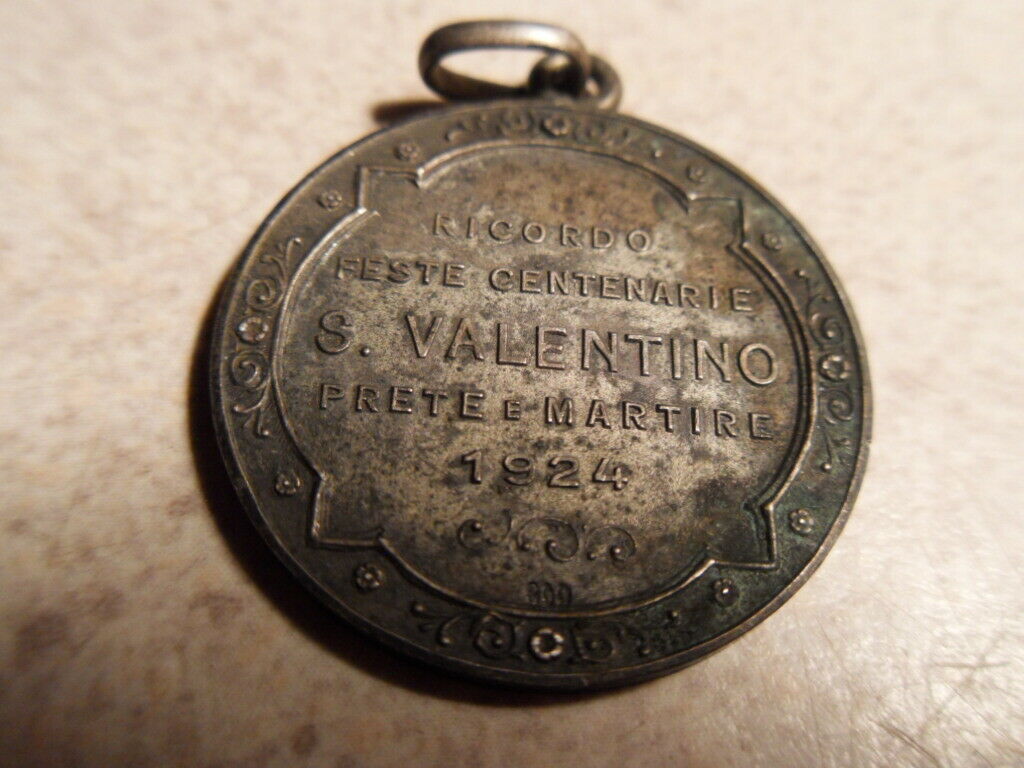 RICORDO
FESTE CENTENARIE
S. VALENTINO
PRETE E MARTIRE
1924
800